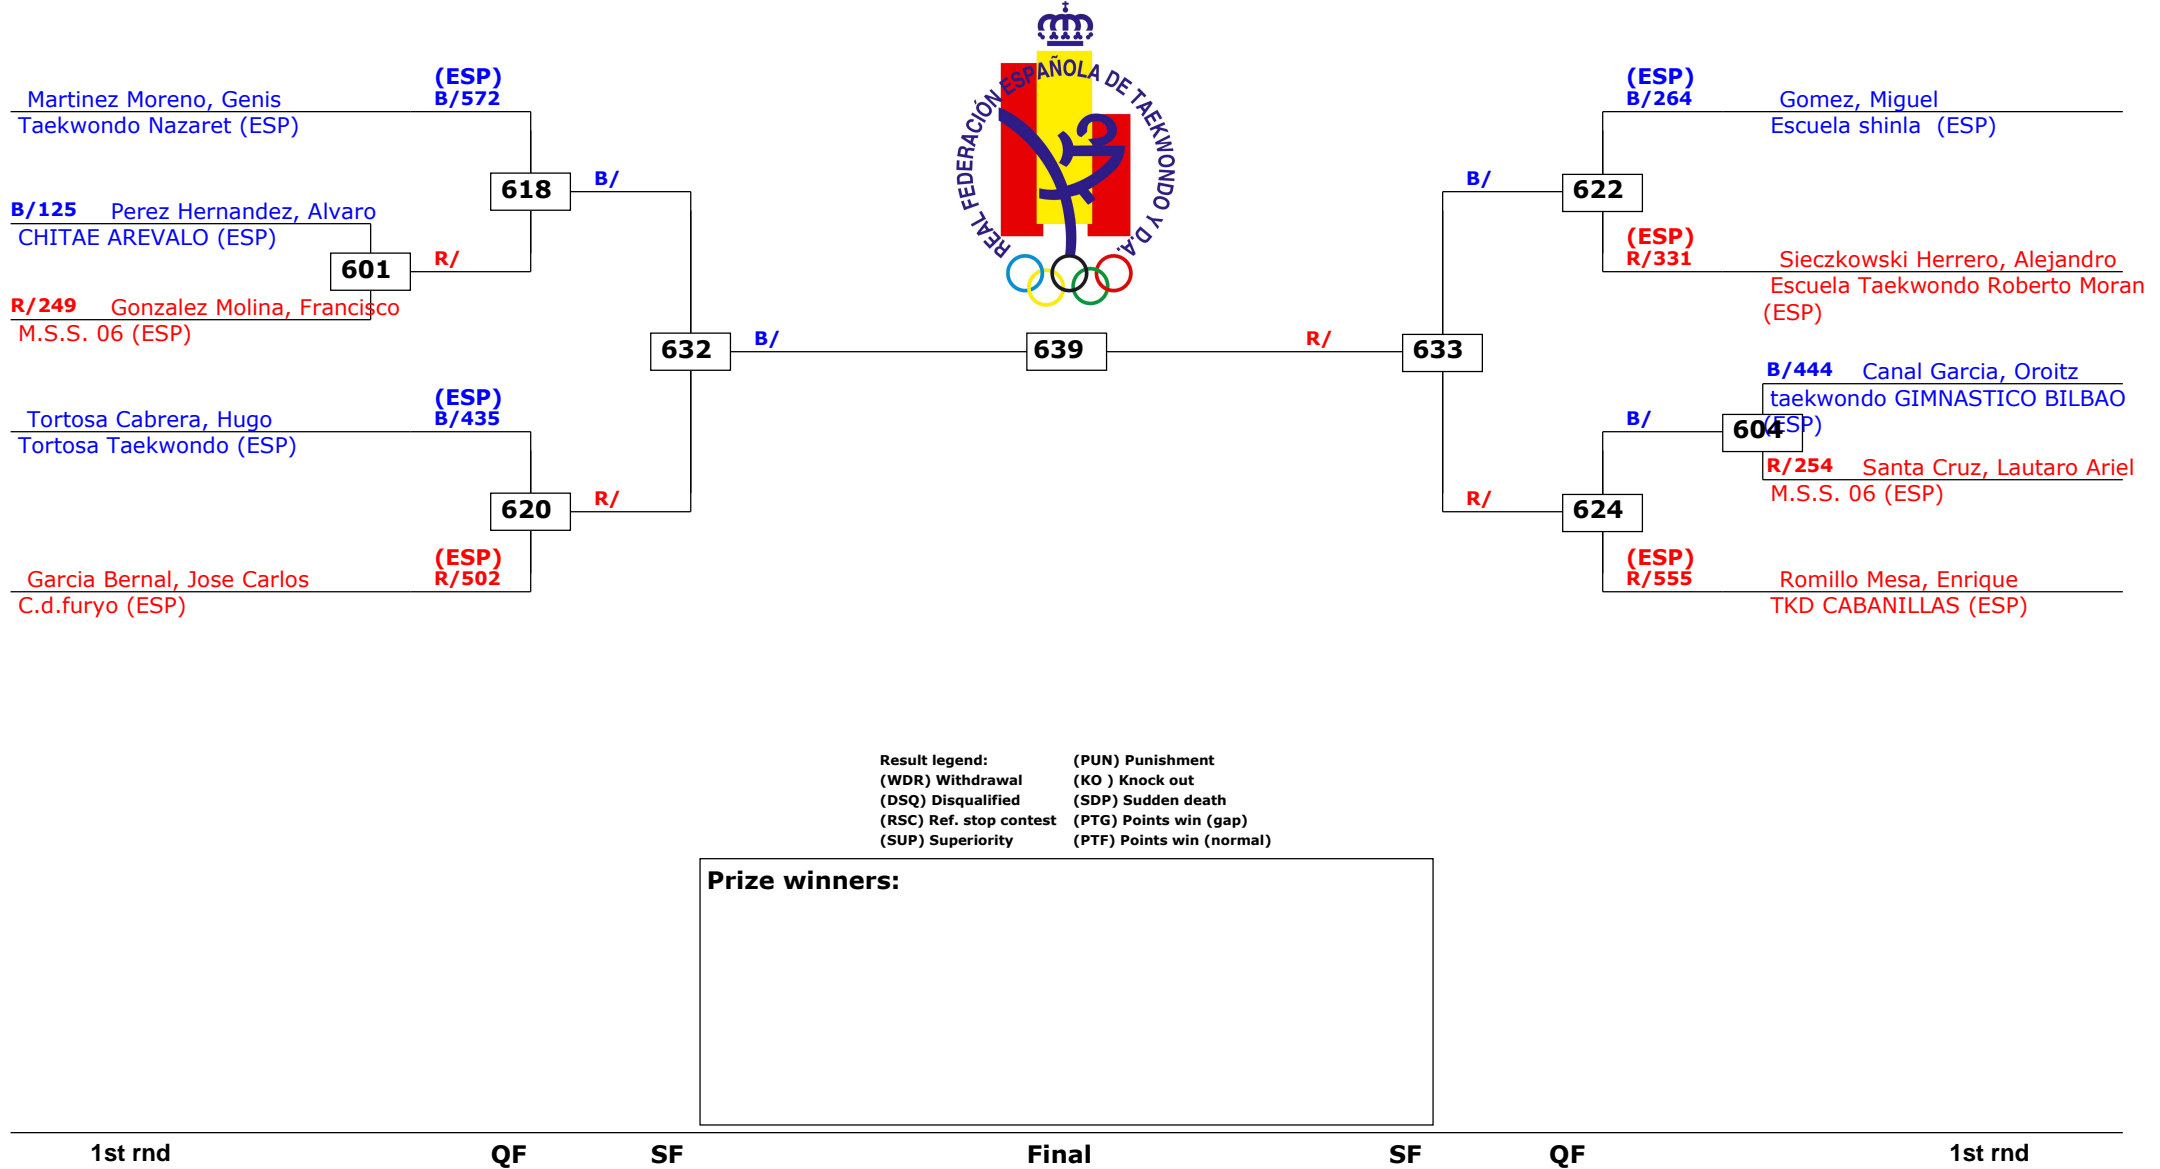 REAL FEDERACIÓN ESPAÑOLA DE TAEKWONDO Y D.A.
(ESP)
Martinez Moreno, Genis B/572
Taekwondo Nazaret (ESP)
618
B/
B/125 Perez Hernandez, Alvaro
CHITAE AREVALO (ESP)
601
R/
R/249 Gonzalez Molina, Francisco
M.S.S. 06 (ESP)
632
B/
(ESP)
Tortosa Cabrera, Hugo B/435
Tortosa Taekwondo (ESP)
620
R/
(ESP)
Garcia Bernal, Jose Carlos R/502
C.d.furyo (ESP)
639
(ESP)
B/264 Gomez, Miguel
Escuela shinla (ESP)
B/
622
(ESP)
R/331 Sieczkowski Herrero, Alejandro
Escuela Taekwondo Roberto Moran
(ESP)
R/
633
B/444 Canal Garcia, Oroitz
taekwondo GIMNASTICO BILBAO
(ESP)
B/
604
R/254 Santa Cruz, Lautaro Ariel
M.S.S. 06 (ESP)
R/
624
(ESP)
R/555 Romillo Mesa, Enrique
TKD CABANILLAS (ESP)
Result legend: (PUN) Punishment
(WDR) Withdrawal (KO ) Knock out
(DSQ) Disqualified (SDP) Sudden death
(RSC) Ref. stop contest (PTG) Points win (gap)
(SUP) Superiority (PTF) Points win (normal)
Prize winners:
1st rnd QF SF Final SF QF 1st rnd